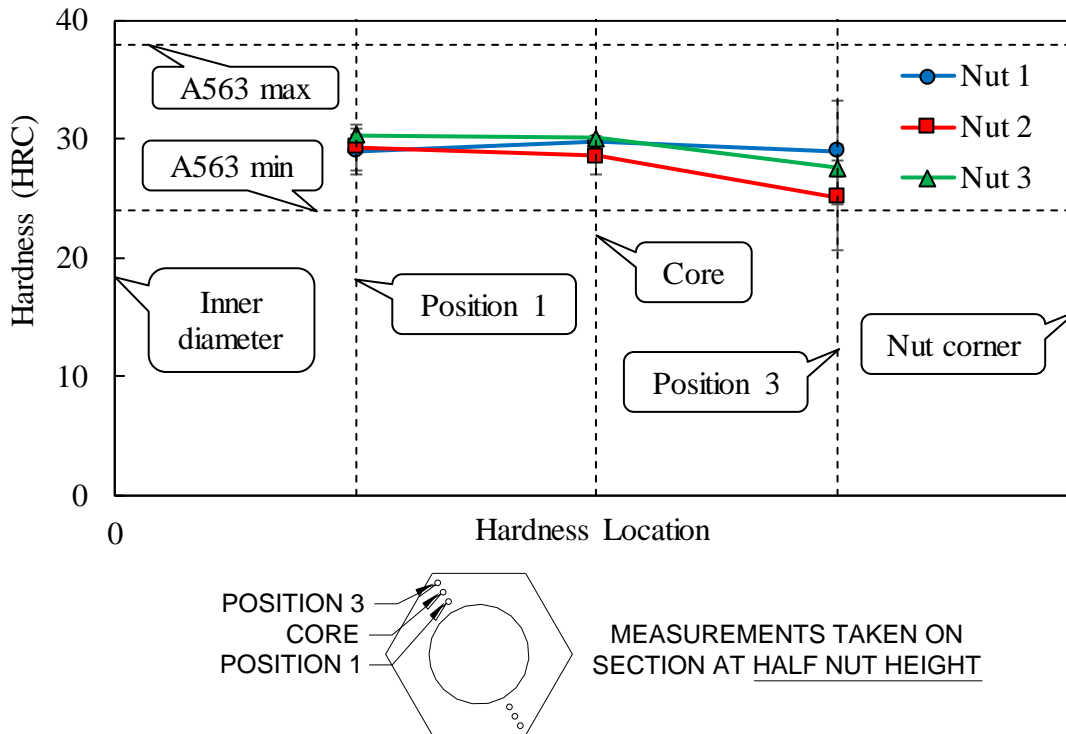 40
30
20
10
0
Hardness (HRC)
A563 max
A563 min
Nut 1
Nut 2
Nut 3
Inner
diameter
Position 1
Core
Position 3
Nut corner
0
Hardness Location
POSITION 3
CORE
POSITION 1
MEASUREMENTS TAKEN ON
SECTION AT HALF NUT HEIGHT